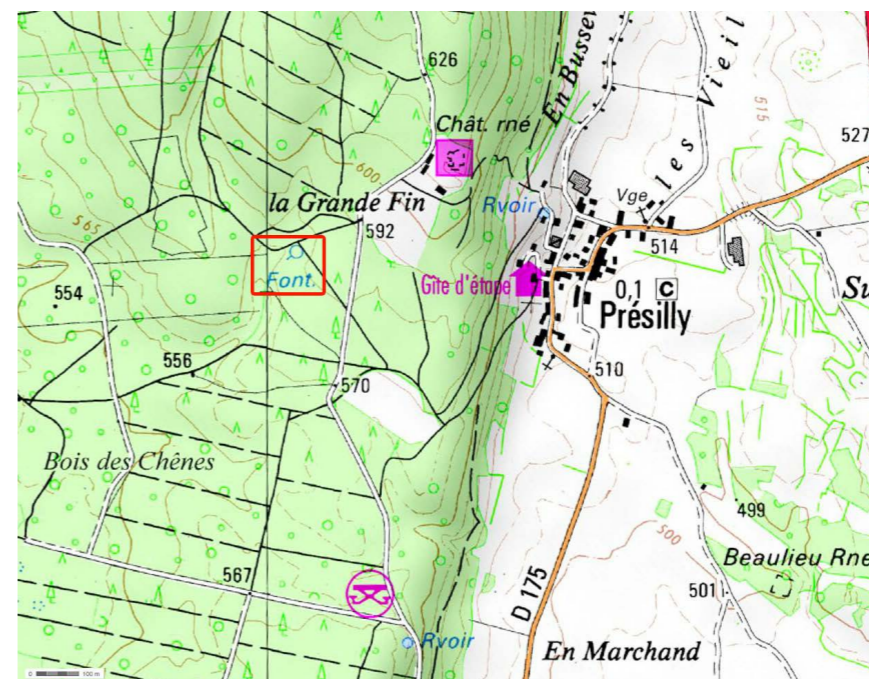 626
En Bussey
les Vieil
515
527
Chât. rné
600
la Grande Fin
Rvoir
Vge
565
592
514
Font.
Gîte d'étape
0,1 C
Su
554
Présilly
556
510
570
Bois des Chênes
499
500
Beaulieu Rne
567
D 175
501
Rvoir
En Marchand
0 100 m